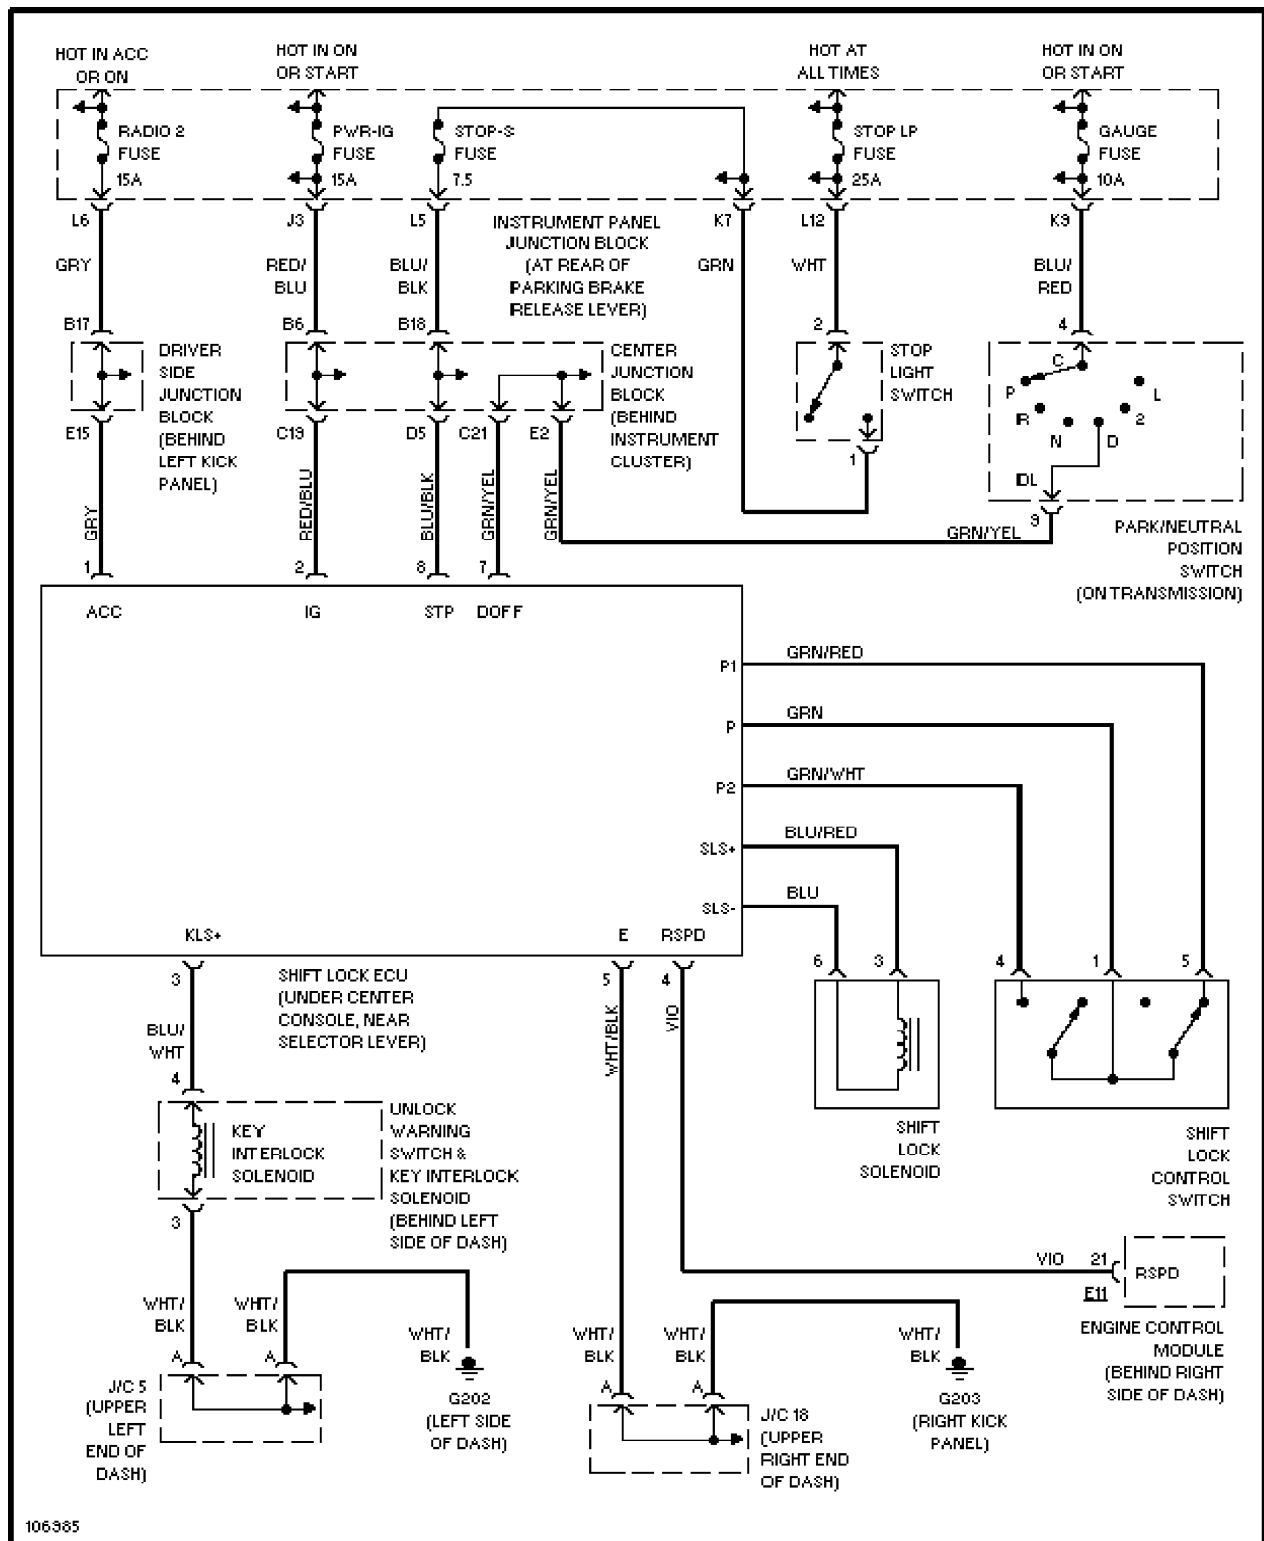 HOT IN ACC
OR ON
HOT IN ON
OR START
HOT AT
ALL TIMES
HOT IN ON
OR START
RADIO 2
FUSE
15A
PWR-IG
FUSE
15A
STOP-S
FUSE
7.5
STOP LP
FUSE
25A
GAUGE
FUSE
10A
L6
J3
L5
INSTRUMENT PANEL
JUNCTION BLOCK
(AT REAR OF
PARKING BRAKE
RELEASE LEVER)
K7
L12
K9
GRY
RED/
BLU
BLU/
BLK
GRN
WHT
BLU/
RED
B17
B6
B18
2
4
DRIVER
SIDE
JUNCTION
BLOCK
(BEHIND
LEFT KICK
PANEL)
CENTER
JUNCTION
BLOCK
(BEHIND
INSTRUMENT
CLUSTER)
STOP
LIGHT
SWITCH
C
P
R
N
D
2
L
IDL
E15
C19
D5
C21
E2
1
9
GRY
RED/BLU
BLU/BLK
GRN/YEL
GRN/YEL
GRN/YEL
PARK/NEUTRAL
POSITION
SWITCH
(ON TRANSMISSION)
1
2
8
7
ACC
IG
STP
DOFF
P1
GRN/RED
P
GRN
P2
GRN/WHT
SLS+
BLU/RED
SLS-
BLU
KLS+
E
RSPD
3
SHIFT LOCK ECU
(UNDER CENTER
CONSOLE, NEAR
SELECTOR LEVER)
5
4
6
3
4
1
5
BLU/
WHT
WHT/BLK
VIO
4
KEY
INTERLOCK
SOLENOID
UNLOCK
WARNING
SWITCH &
KEY INTERLOCK
SOLENOID
(BEHIND LEFT
SIDE OF DASH)
SHIFT
LOCK
SOLENOID
SHIFT
LOCK
CONTROL
SWITCH
3
VIO
21
RSPD
E11
ENGINE CONTROL
MODULE
(BEHIND RIGHT
SIDE OF DASH)
WHT/
BLK
WHT/
BLK
WHT/
BLK
WHT/
BLK
WHT/
BLK
WHT/
BLK
A
A
G202
(LEFT SIDE
OF DASH)
A
A
G203
(RIGHT KICK
PANEL)
J/C 5
(UPPER
LEFT
END OF
DASH)
J/C 18
(UPPER
RIGHT END
OF DASH)
106985